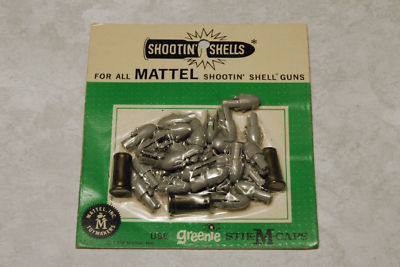 SHOOTIN' SHELLS*
FOR ALL MATTEL SHOOTIN' SHELL GUNS
MATTEL, INC.
M
TOYMAKERS
USE greenie STIK-M-CAPS